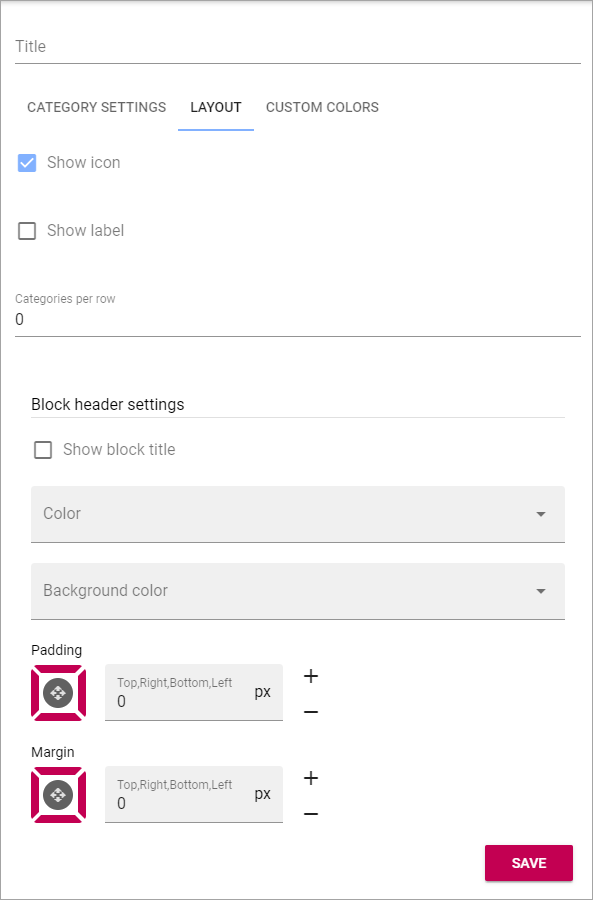 Title
CATEGORY SETTINGS LAYOUT CUSTOM COLORS
Show icon
Show label
Categories per row
0
Block header settings
Show block title
Color
Background color
Padding
Top,Right,Bottom,Left
0 px
Margin
Top,Right,Bottom,Left
0 px
SAVE